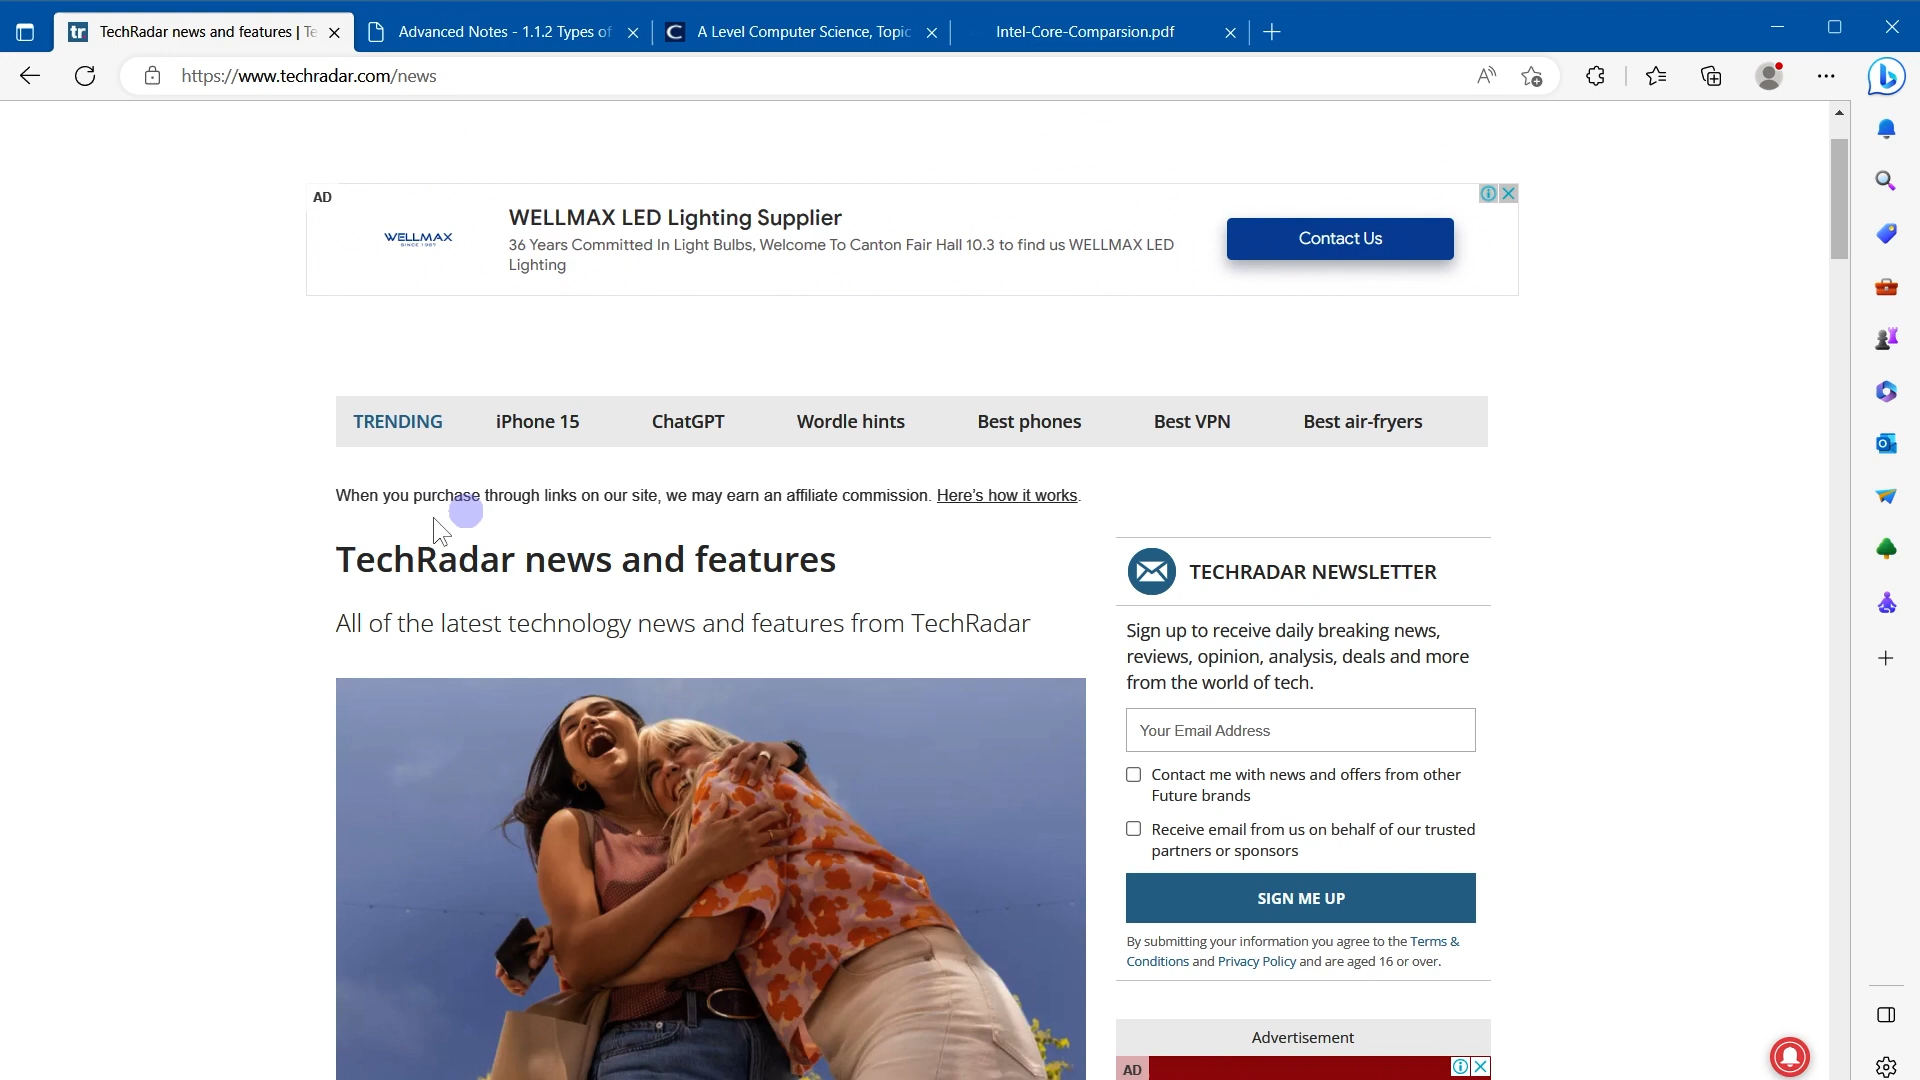 tr TechRadar news and features | Te
Advanced Notes - 1.1.2 Types of
C A Level Computer Science, Topic
Intel-Core-Comparsion.pdf
https://www.techradar.com/news
AD
WELLMAX
SINCE 1987
WELLMAX LED Lighting Supplier
36 Years Committed In Light Bulbs, Welcome To Canton Fair Hall 10.3 to find us WELLMAX LED
Lighting
Contact Us
TRENDING iPhone 15 ChatGPT Wordle hints Best phones Best VPN Best air-fryers
When you purchase through links on our site, we may earn an affiliate commission. Here's how it works.
TechRadar news and features
All of the latest technology news and features from TechRadar
TECHRADAR NEWSLETTER
Sign up to receive daily breaking news,
reviews, opinion, analysis, deals and more
from the world of tech.
Your Email Address
Contact me with news and offers from other
Future brands
Receive email from us on behalf of our trusted
partners or sponsors
SIGN ME UP
By submitting your information you agree to the Terms &
Conditions and Privacy Policy and are aged 16 or over.
Advertisement
AD